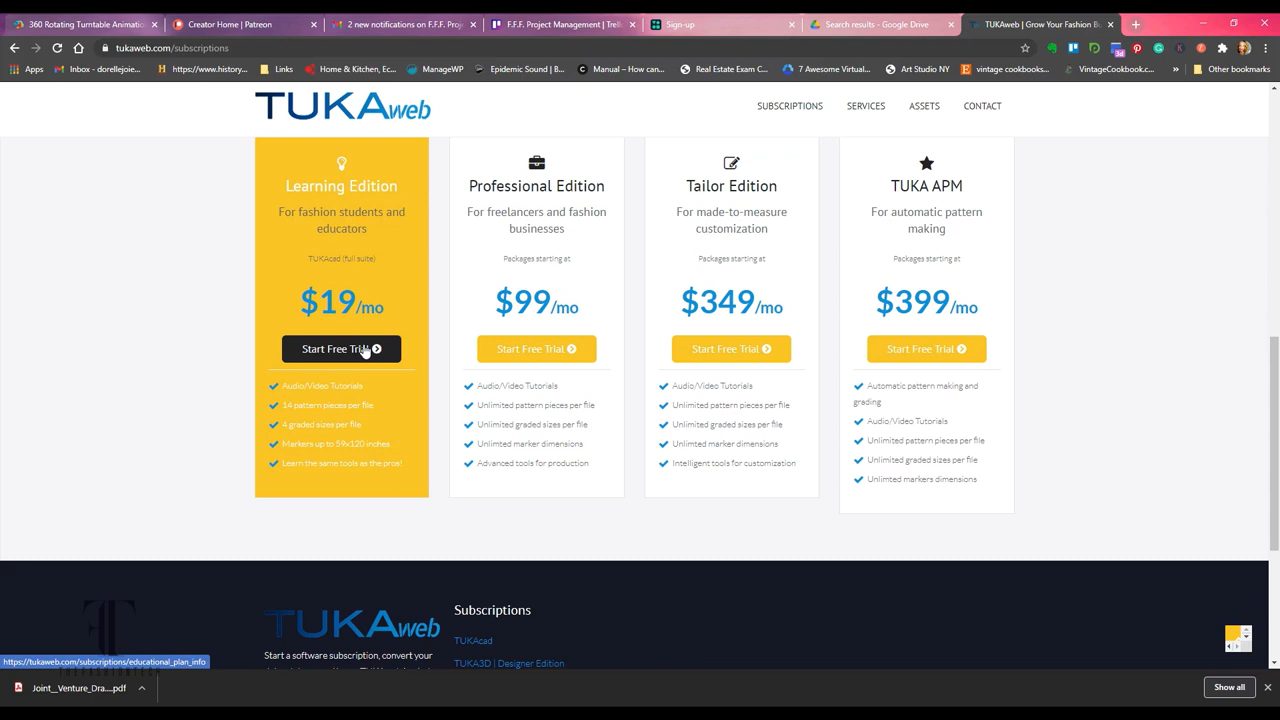 360 Rotating Turntable Animatio
Creator Home | Patreon
2 new notifications on F.F.F. Proje
F.F.F. Project Management | Trell
Sign-up
Search results - Google Drive
TUKAweb | Grow Your Fashion Bu
tukaweb.com/subscriptions
Apps
Inbox - dorellejoie...
https://www.history...
Links
Home & Kitchen, Ec...
ManageWP
Epidemic Sound | B...
Manual – How can...
Real Estate Exam C...
7 Awesome Virtual...
Art Studio NY
vintage cookbooks...
VintageCookbook.c...
Other bookmarks
TUKAweb
SUBSCRIPTIONS
SERVICES
ASSETS
CONTACT
Learning Edition
For fashion students and
educators
TUKAcad (full suite)
$19/mo
Start Free Trial
Audio/Video Tutorials
14 pattern pieces per file
4 graded sizes per file
Markers up to 59x120 inches
Learn the same tools as the pros!
Professional Edition
For freelancers and fashion
businesses
Packages starting at
$99/mo
Start Free Trial
Audio/Video Tutorials
Unlimited pattern pieces per file
Unlimited graded sizes per file
Unlimted marker dimensions
Advanced tools for production
Tailor Edition
For made-to-measure
customization
Packages starting at
$349/mo
Start Free Trial
Audio/Video Tutorials
Unlimited pattern pieces per file
Unlimited graded sizes per file
Unlimted marker dimensions
Intelligent tools for customization
TUKA APM
For automatic pattern
making
Packages starting at
$399/mo
Start Free Trial
Automatic pattern making and
grading
Audio/Video Tutorials
Unlimited pattern pieces per file
Unlimited graded sizes per file
Unlimted markers dimensions
TUKAweb
Start a software subscription, convert your
Subscriptions
TUKAcad
TUKA3D | Designer Edition
https://tukaweb.com/subscriptions/educational_plan_info
Joint__Venture_Dra....pdf
Show all